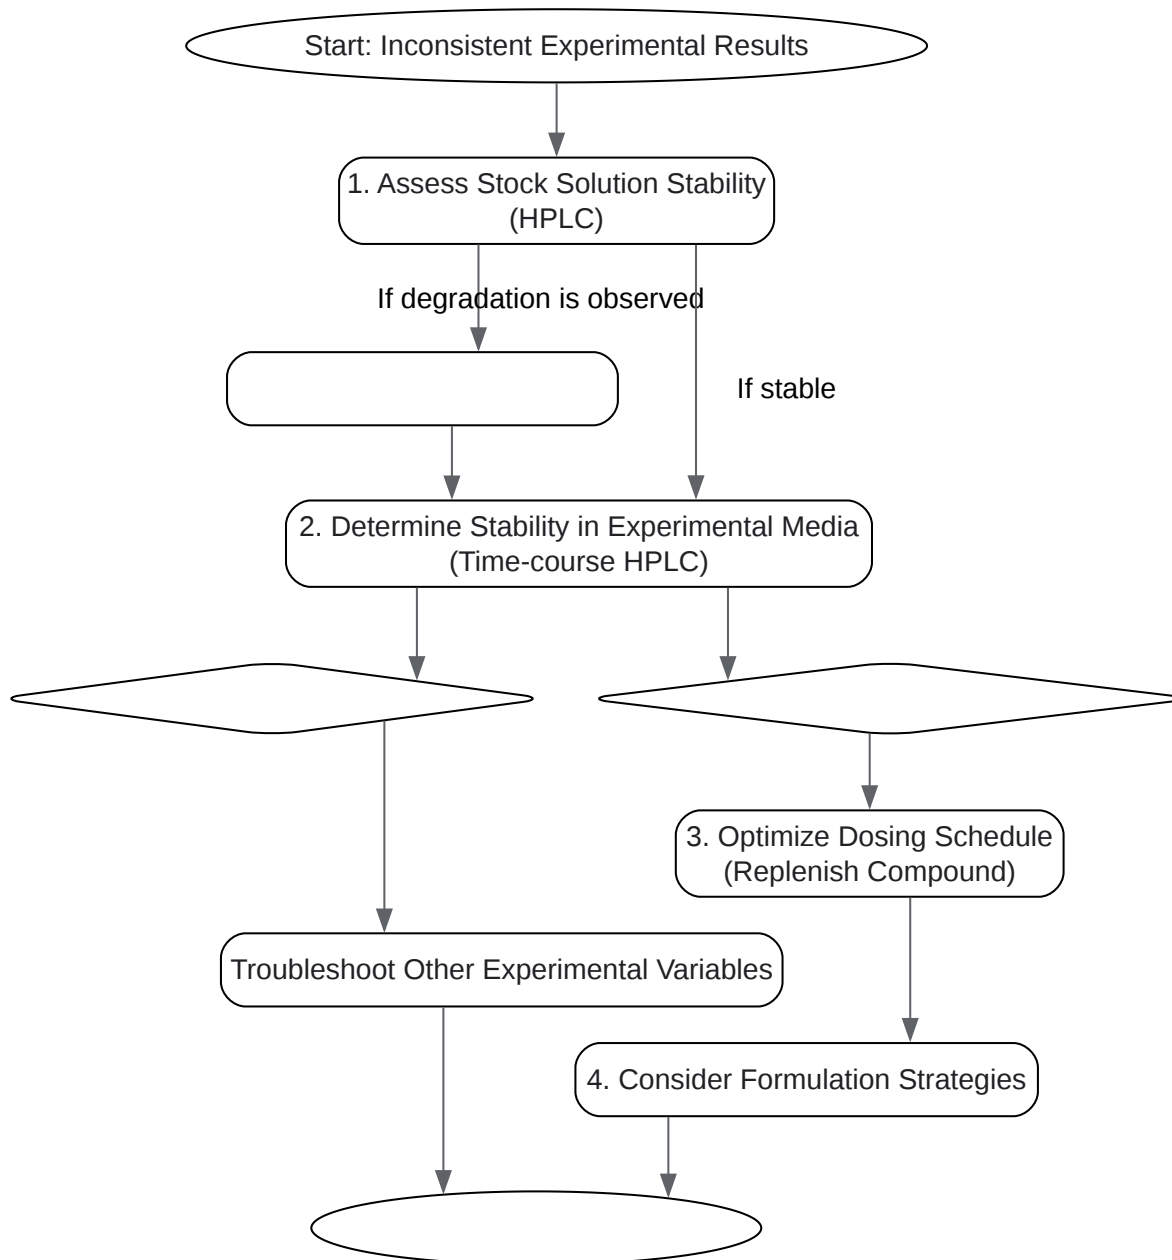 Start: Inconsistent Experimental Results
1. Assess Stock Solution Stability
(HPLC)
If degradation is observed
If stable
2. Determine Stability in Experimental Media
(Time-course HPLC)
3. Optimize Dosing Schedule
(Replenish Compound)
Troubleshoot Other Experimental Variables
4. Consider Formulation Strategies